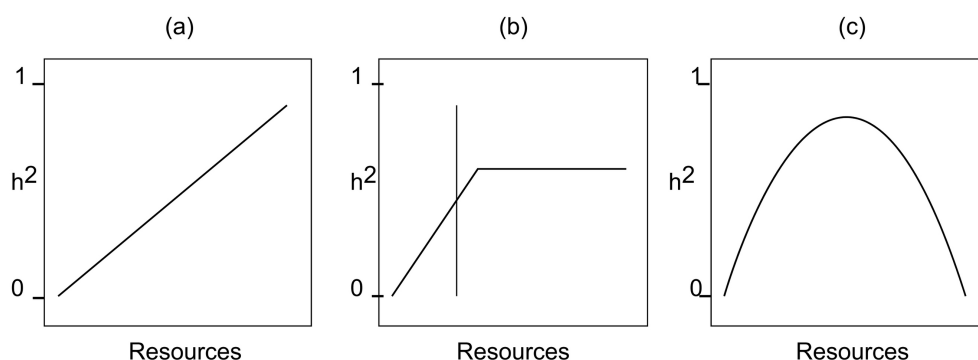 (a)
1
h²
0
Resources
(b)
1
h²
0
Resources
(c)
1
h²
0
Resources